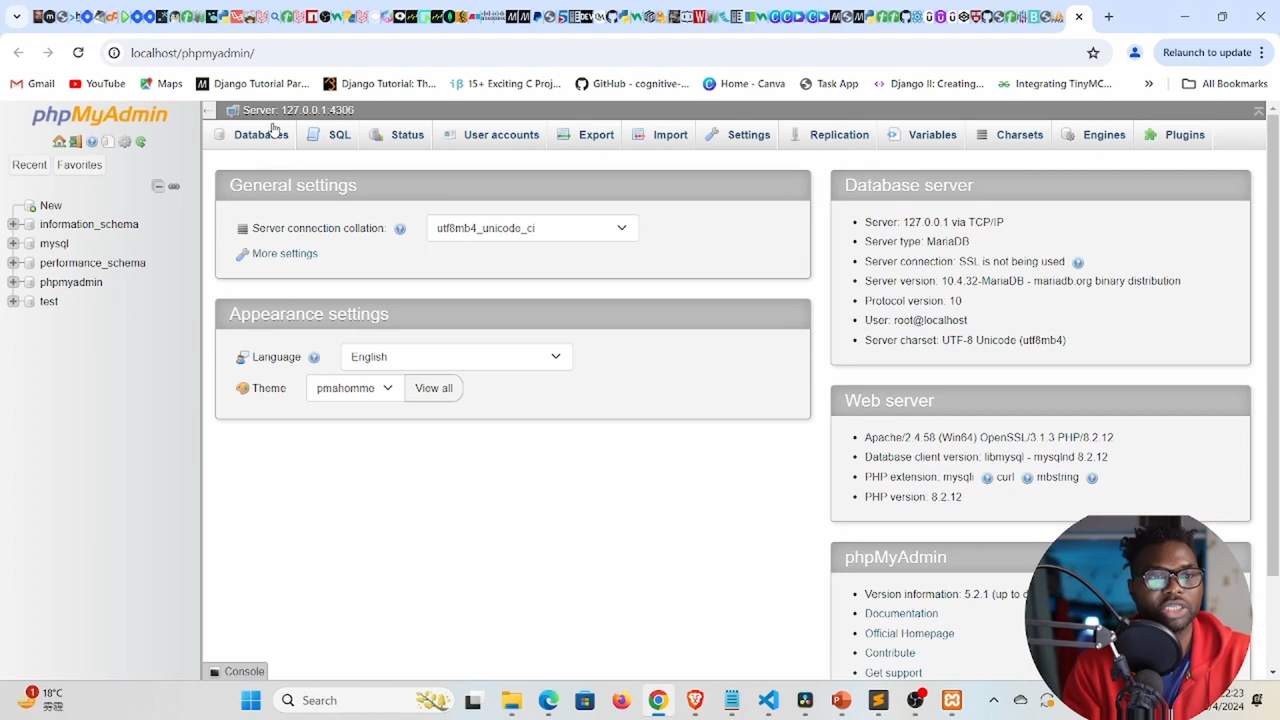 localhost/phpmyadmin/
Relaunch to update
Gmail
YouTube
Maps
Django Tutorial Par...
Django Tutorial: Th...
15+ Exciting C Proj...
GitHub - cognitive-...
Home - Canva
Task App
Django II: Creating...
Integrating TinyMC...
»
All Bookmarks
phpMyAdmin
Recent
Favorites
New
information_schema
mysql
performance_schema
phpmyadmin
test
Server: 127.0.0.1:4306
Databases
SQL
Status
User accounts
Export
Import
Settings
Replication
Variables
Charsets
Engines
Plugins
General settings
Server connection collation:
utf8mb4_unicode_ci
More settings
Appearance settings
Language
English
Theme
pmahomme
View all
Database server
Server: 127.0.0.1 via TCP/IP
Server type: MariaDB
Server connection: SSL is not being used
Server version: 10.4.32-MariaDB - mariadb.org binary distribution
Protocol version: 10
User: root@localhost
Server charset: UTF-8 Unicode (utf8mb4)
Web server
Apache/2.4.58 (Win64) OpenSSL/3.1.3 PHP/8.2.12
Database client version: libmysql - mysqlnd 8.2.12
PHP extension: mysqli curl mbstring
PHP version: 8.2.12
phpMyAdmin
Version information: 5.2.1 (up to
Documentation
Official Homepage
Contribute
Get support
Console
1
18°C
Search
22:23
/4/2024